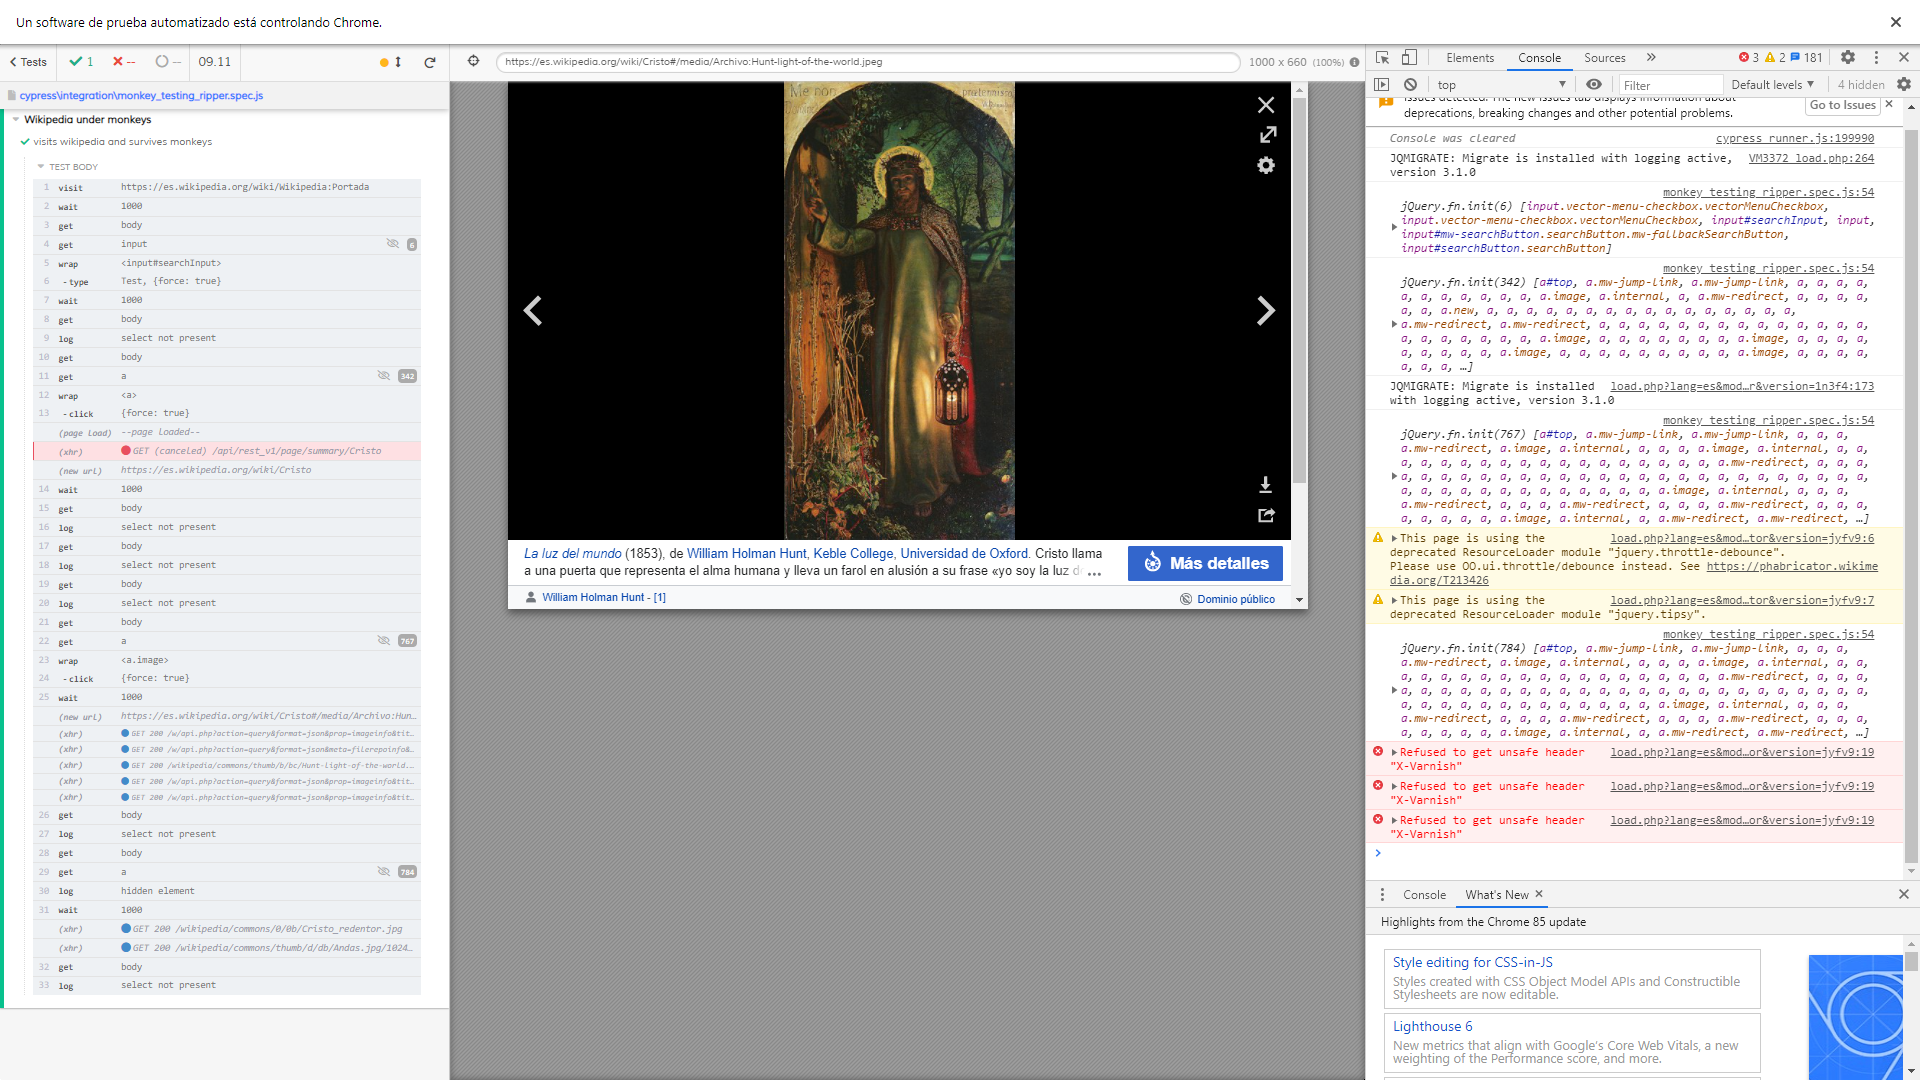 Un software de prueba automatizado está controlando Chrome.
Tests
1
--
--
09.11
cypress\integration\monkey_testing_ripper.spec.js
Wikipedia under monkeys
visits wikipedia and survives monkeys
TEST BODY
1 visit https://es.wikipedia.org/wiki/Wikipedia:Portada
2 wait 1000
3 get body
4 get input 6
5 wrap <input#searchInput>
6 -type Test, {force: true}
7 wait 1000
8 get body
9 log select not present
10 get body
11 get a 342
12 wrap <a>
13 -click {force: true}
(page load) --page loaded--
(xhr) GET (canceled) /api/rest_v1/page/summary/Cristo
(new url) https://es.wikipedia.org/wiki/Cristo
14 wait 1000
15 get body
16 log select not present
17 get body
18 log select not present
19 get body
20 log select not present
21 get body
22 get a 767
23 wrap <a.image>
24 -click {force: true}
25 wait 1000
(new url) https://es.wikipedia.org/wiki/Cristo#/media/Archivo:Hun...
(xhr) GET 200 /w/api.php?action=query&format=json&prop=imageinfo&tit...
(xhr) GET 200 /w/api.php?action=query&format=json&meta=filerepoinfo&...
(xhr) GET 200 /wikipedia/commons/thumb/b/bc/Hunt-light-of-the-world...
(xhr) GET 200 /w/api.php?action=query&format=json&prop=imageinfo&tit...
(xhr) GET 200 /w/api.php?action=query&format=json&prop=imageinfo&tit...
26 get body
27 log select not present
28 get body
29 get a 784
30 log hidden element
31 wait 1000
(xhr) GET 200 /wikipedia/commons/0/0b/Cristo_redentor.jpg
(xhr) GET 200 /wikipedia/commons/thumb/d/db/Andas.jpg/1024...
32 get body
33 log select not present
https://es.wikipedia.org/wiki/Cristo#/media/Archivo:Hunt-light-of-the-world.jpeg
1000 x 660 (100%)
Me non
La luz del mundo (1853), de William Holman Hunt, Keble College, Universidad de Oxford. Cristo llama
a una puerta que representa el alma humana y lleva un farol en alusión a su frase «yo soy la luz d ...
Más detalles
William Holman Hunt - [1]
Dominio público
Elements Console Sources 3 2 181
top Filter Default levels 4 hidden
issues detected. The new issues tab displays information about
deprecations, breaking changes and other potential problems.
Go to Issues
Console was cleared cypress_runner.js:199990
JQMIGRATE: Migrate is installed with logging active, VM3372 load.php:264
version 3.1.0
monkey_testing_ripper.spec.js:54
jQuery.fn.init(6) [input.vector-menu-checkbox.vectorMenuCheckbox,
input.vector-menu-checkbox.vectorMenuCheckbox, input#searchInput, input,
input#mw-searchButton.searchButton.mw-fallbackSearchButton,
input#searchButton.searchButton]
monkey_testing_ripper.spec.js:54
jQuery.fn.init(342) [a#top, a.mw-jump-link, a.mw-jump-link, a, a, a, a,
a, a, a, a, a, a, a, a.image, a.internal, a, a.mw-redirect, a, a, a, a,
a, a, a.new, a, a, a, a, a, a, a, a, a, a, a, a, a, a,
a.mw-redirect, a.mw-redirect, a, a, a, a, a, a, a, a, a, a, a, a, a, a,
a, a, a, a, a, a, a, a.image, a, a, a, a, a, a, a, a.image, a, a, a, a,
a, a, a, a, a, a.image, a, a, a, a, a, a, a, a, a, a.image, a, a, a, a,
a, a, a, …]
JQMIGRATE: Migrate is installed load.php?lang=es&mod…r&version=1n3f4:173
with logging active, version 3.1.0
monkey_testing_ripper.spec.js:54
jQuery.fn.init(767) [a#top, a.mw-jump-link, a.mw-jump-link, a, a, a,
a.mw-redirect, a.image, a.internal, a, a, a, a.image, a.internal, a, a,
a, a, a, a, a, a, a, a, a, a, a, a, a, a, a.mw-redirect, a, a, a,
a, a, a, a, a, a, a, a, a, a, a, a, a, a, a, a, a, a, a, a, a, a, a,
a, a, a, a, a, a, a, a, a, a, a, a, a, a.image, a.internal, a, a, a,
a.mw-redirect, a, a, a, a.mw-redirect, a, a, a.mw-redirect, a, a, a, a,
a, a, a, a, a, a.image, a.internal, a, a.mw-redirect, a.mw-redirect, …]
This page is using the load.php?lang=es&mod…tor&version=jyfv9:6
deprecated ResourceLoader module "jquery.throttle-debounce".
Please use OO.ui.throttle/debounce instead. See https://phabricator.wikime
dia.org/T213426
This page is using the load.php?lang=es&mod…tor&version=jyfv9:7
deprecated ResourceLoader module "jquery.tipsy".
monkey_testing_ripper.spec.js:54
jQuery.fn.init(784) [a#top, a.mw-jump-link, a.mw-jump-link, a, a, a,
a.mw-redirect, a.image, a.internal, a, a, a, a.image, a.internal, a, a,
a, a, a, a, a, a, a, a, a, a, a, a, a, a, a.mw-redirect, a, a, a,
a, a, a, a, a, a, a, a, a, a, a, a, a, a, a, a, a, a, a, a, a, a, a,
a, a, a, a, a, a, a, a, a, a, a, a, a, a.image, a.internal, a, a, a,
a.mw-redirect, a, a, a, a.mw-redirect, a, a, a.mw-redirect, a, a, a, a,
a, a, a, a, a, a.image, a.internal, a, a.mw-redirect, a.mw-redirect, …]
Refused to get unsafe header load.php?lang=es&mod…or&version=jyfv9:19
"X-Varnish"
Refused to get unsafe header load.php?lang=es&mod…or&version=jyfv9:19
"X-Varnish"
Refused to get unsafe header load.php?lang=es&mod…or&version=jyfv9:19
"X-Varnish"
Console What's New
Highlights from the Chrome 85 update
Style editing for CSS-in-JS
Styles created with CSS Object Model APIs and Constructible
Stylesheets are now editable.
Lighthouse 6
New metrics that align with Google's Core Web Vitals, a new
weighting of the Performance score, and more.